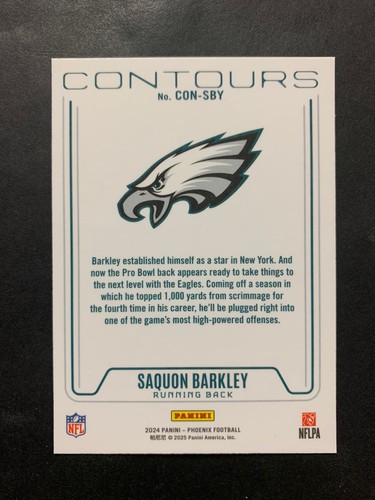 CONTOURS
No. CON-SBY
Barkley established himself as a star in New York. And
now the Pro Bowl back appears ready to take things to
the next level with the Eagles. Coming off a season in
which he topped 1,000 yards from scrimmage for
the fourth time in his career, he'll be plugged right into
one of the game's most high-powered offenses.
SAQUON BARKLEY
RUNNING BACK
PANINI
NFL
NFLPA
2024 PANINI – PHOENIX FOOTBALL
帕尼尼 © 2025 Panini America, Inc.